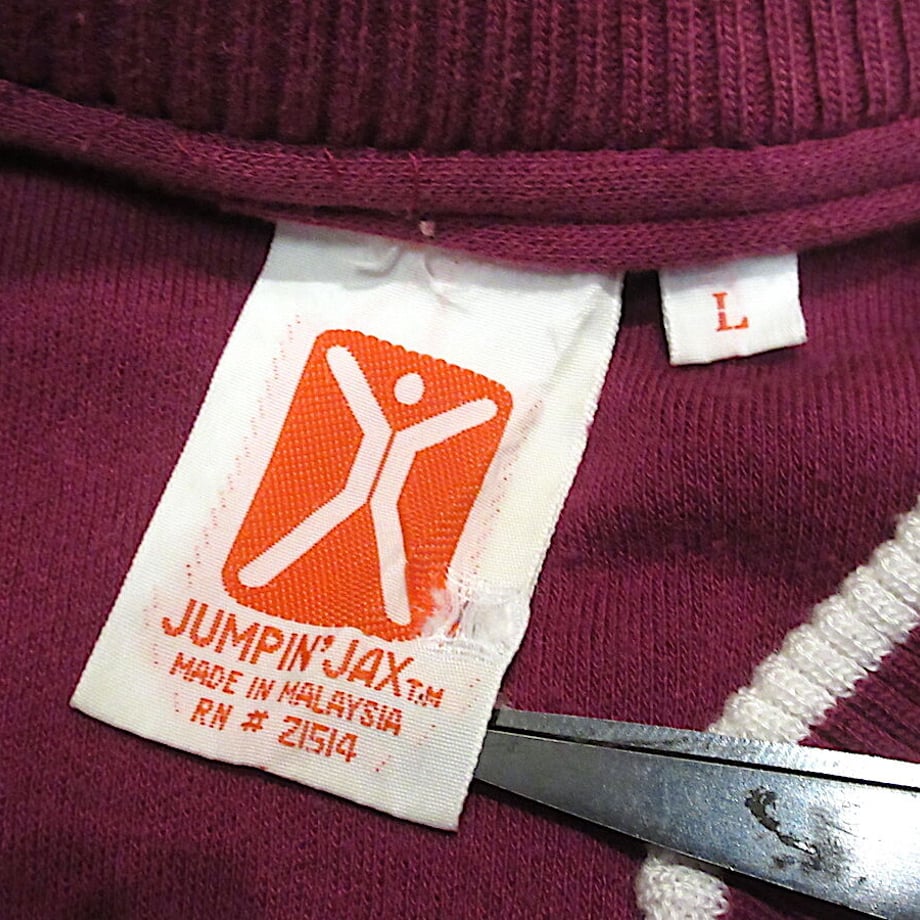 L
JUMPIN' JAX T.M
MADE IN MALAYSIA
RN # 21514